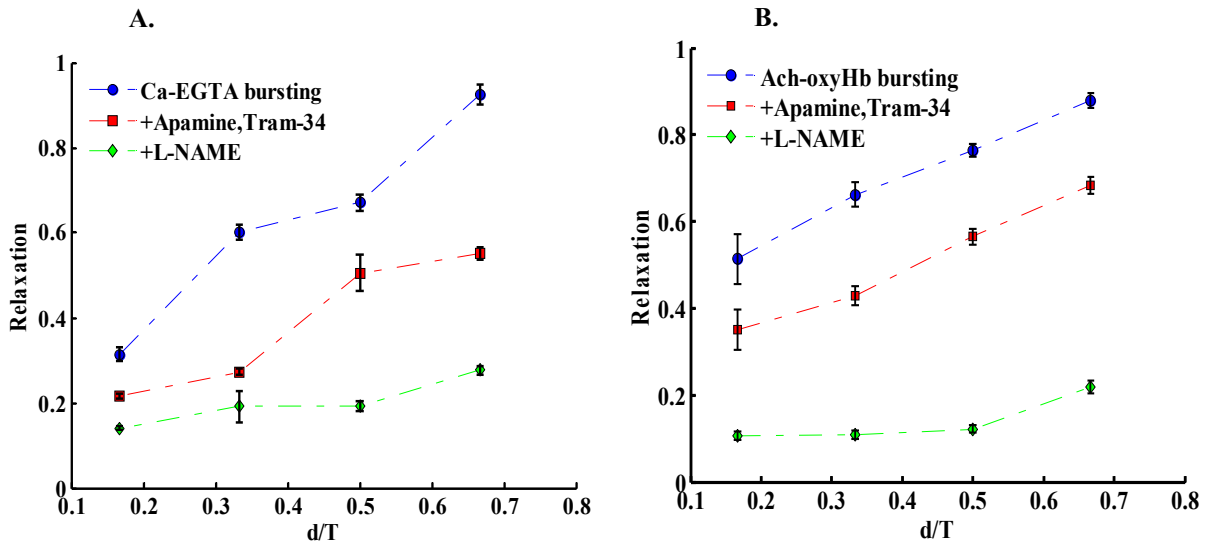 A.
Relaxation
1
0.8
0.6
0.4
0.2
0
Ca-EGTA bursting
+Apamine,Tram-34
+L-NAME
0.1 0.2 0.3 0.4 0.5 0.6 0.7 0.8
d/T
B.
Relaxation
1
0.8
0.6
0.4
0.2
0
Ach-oxyHb bursting
+Apamine,Tram-34
+L-NAME
0.1 0.2 0.3 0.4 0.5 0.6 0.7 0.8
d/T